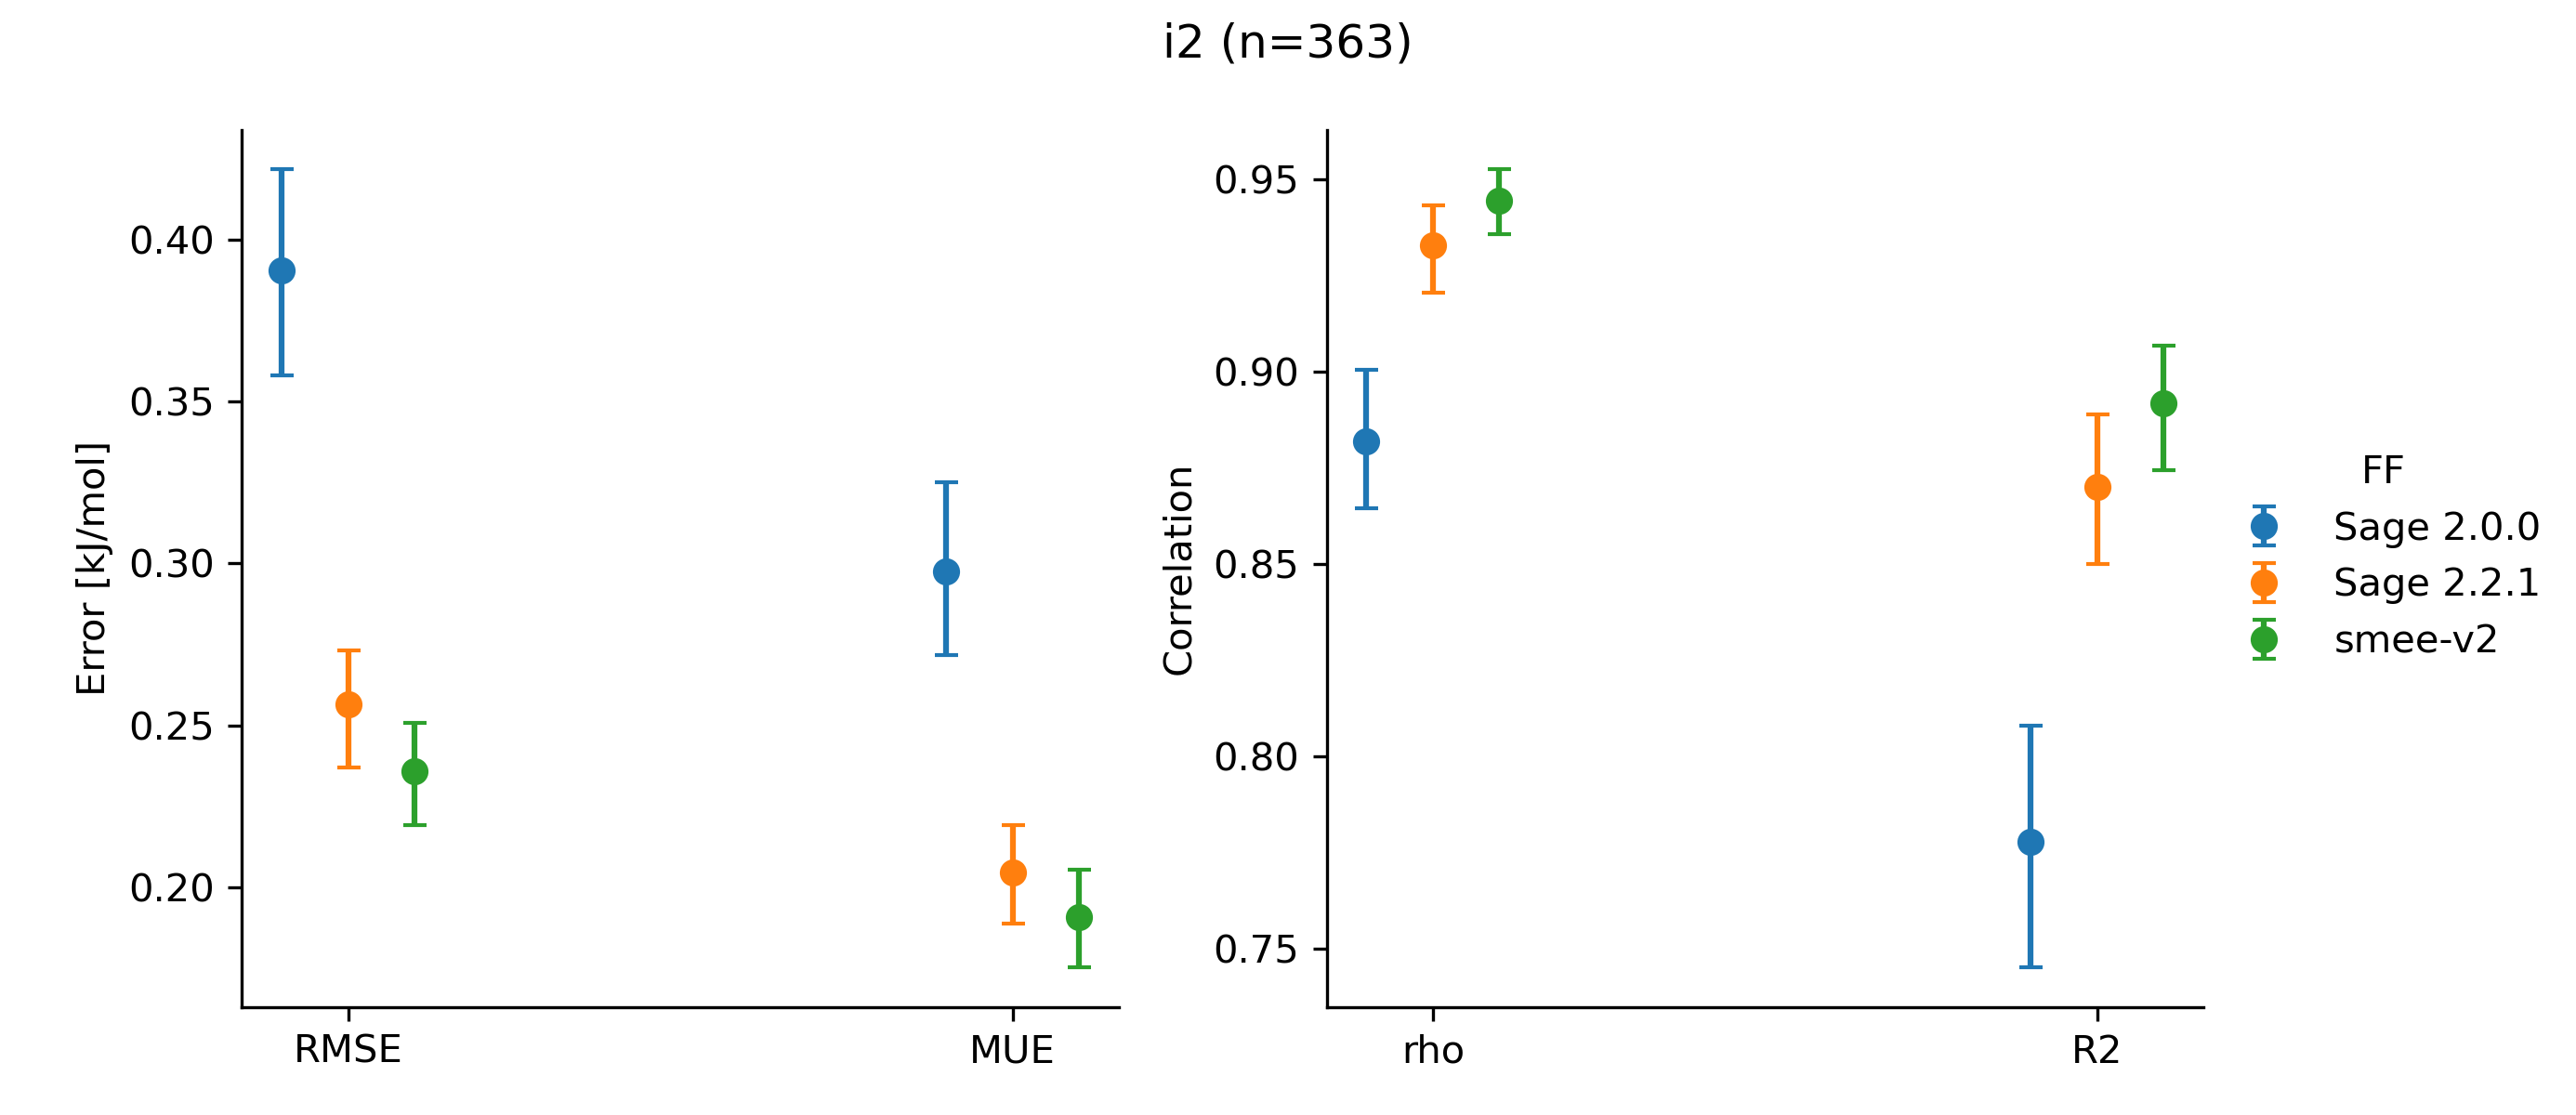 i2 (n=363)
Error [kJ/mol]
0.40
0.35
0.30
0.25
0.20
RMSE
MUE
Correlation
0.95
0.90
0.85
0.80
0.75
rho
R2
FF
Sage 2.0.0
Sage 2.2.1
smee-v2